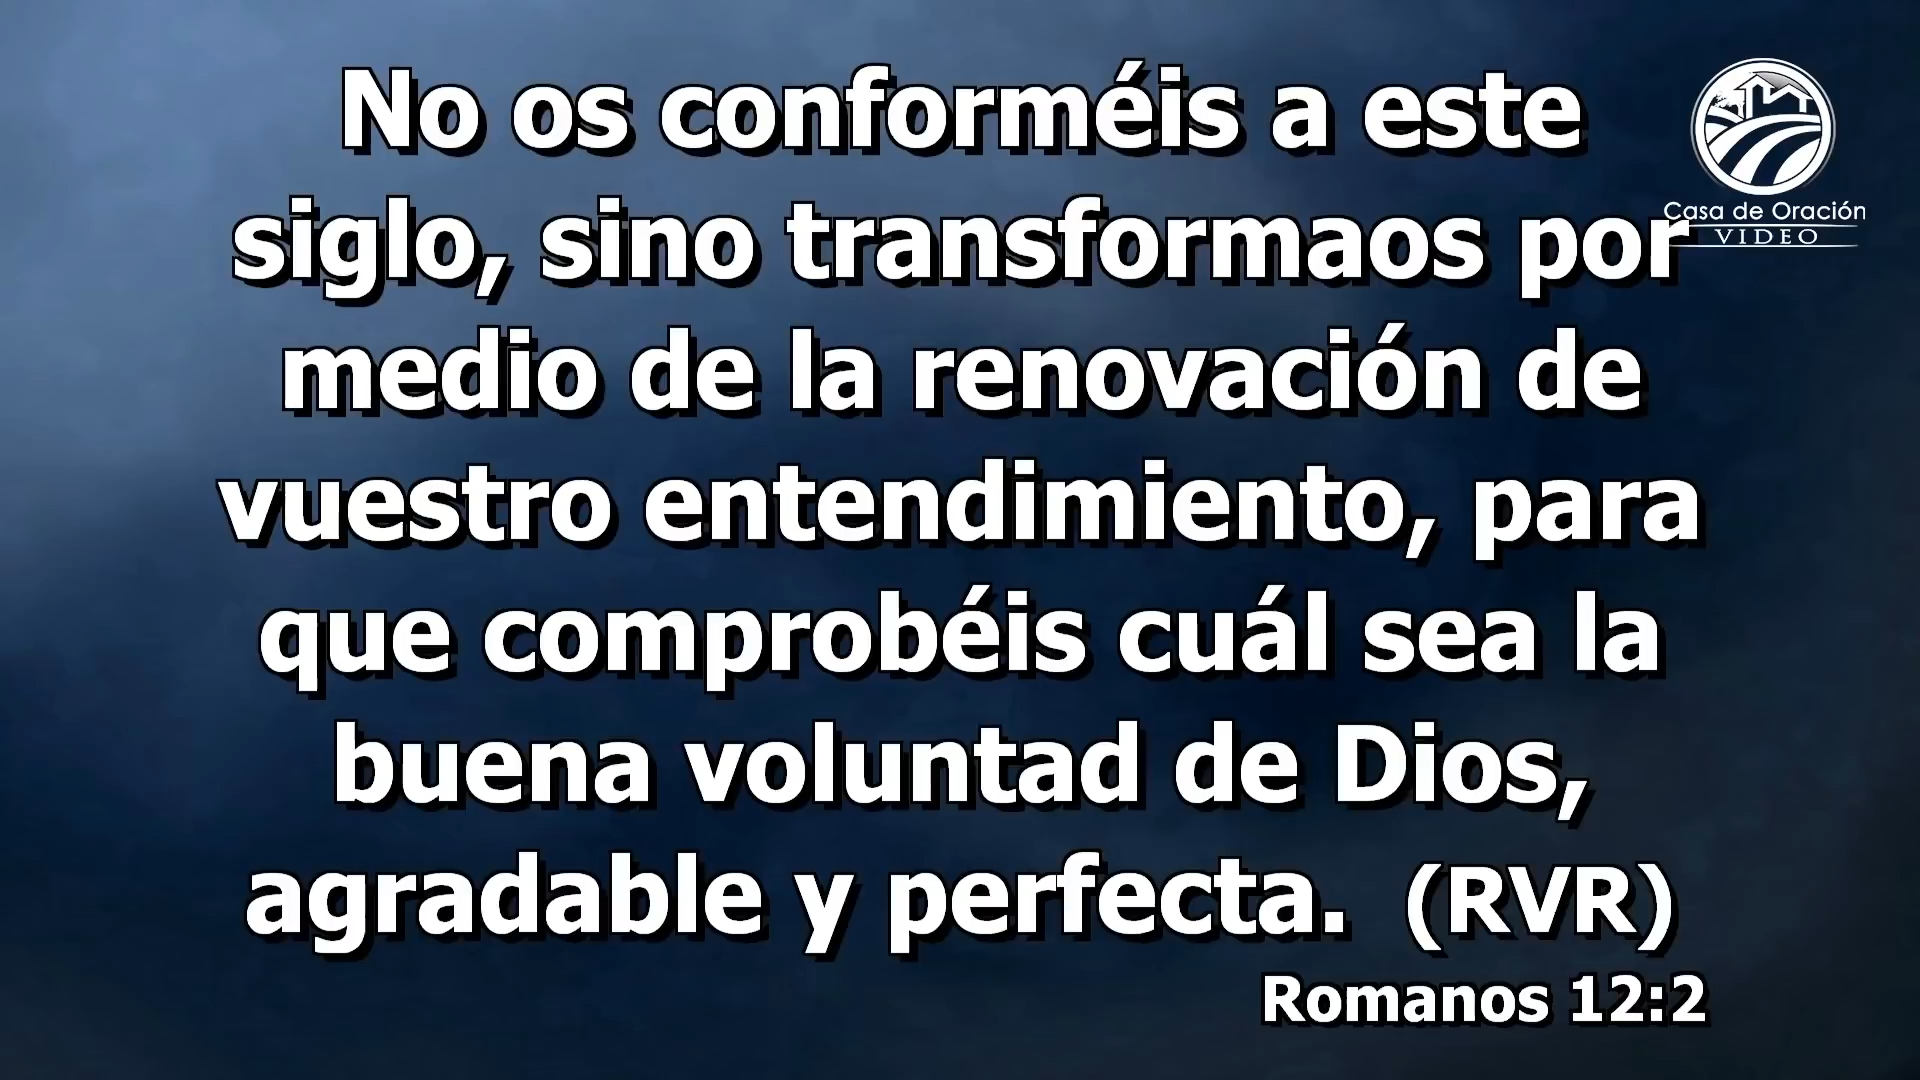 No os conforméis a este
siglo, sino transformaos por
medio de la renovación de
vuestro entendimiento, para
que comprobéis cuál sea la
buena voluntad de Dios,
agradable y perfecta. (RVR)
Romanos 12:2
Casa de Oración
VIDEO